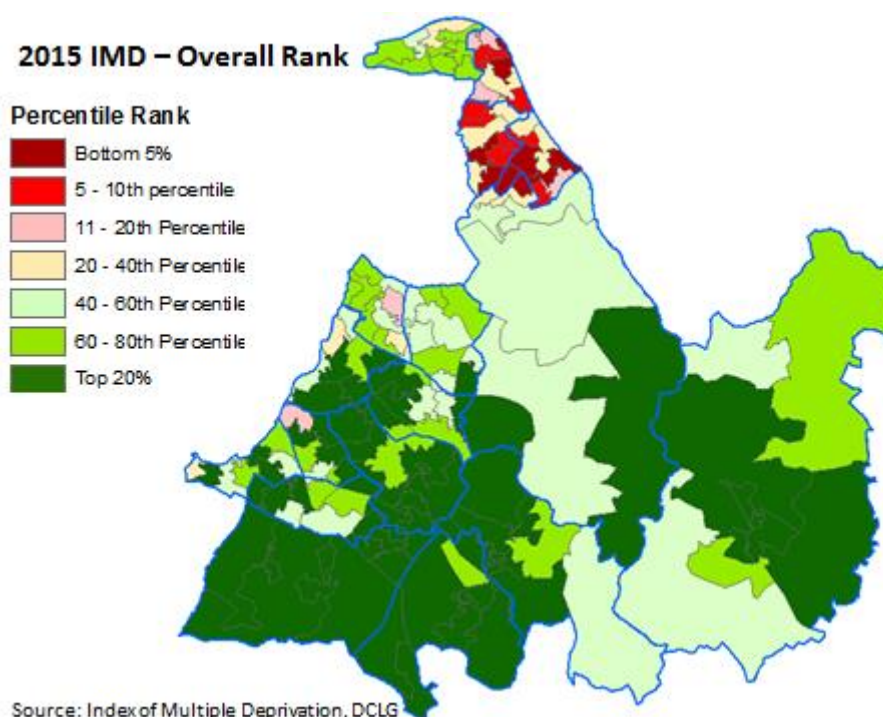 2015 IMD – Overall Rank
Percentile Rank
Bottom 5%
5 - 10th percentile
11 - 20th Percentile
20 - 40th Percentile
40 - 60th Percentile
60 - 80th Percentile
Top 20%
Source: Index of Multiple Deprivation, DCLG